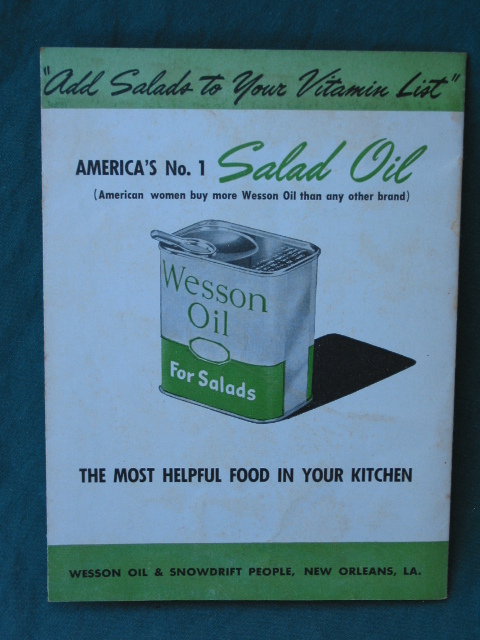 "Add Salads to Your Vitamin List"
AMERICA'S No. 1 Salad Oil
(American women buy more Wesson Oil than any other brand)
Wesson
Oil
For Salads
THE MOST HELPFUL FOOD IN YOUR KITCHEN
WESSON OIL & SNOWDRIFT PEOPLE, NEW ORLEANS, LA.